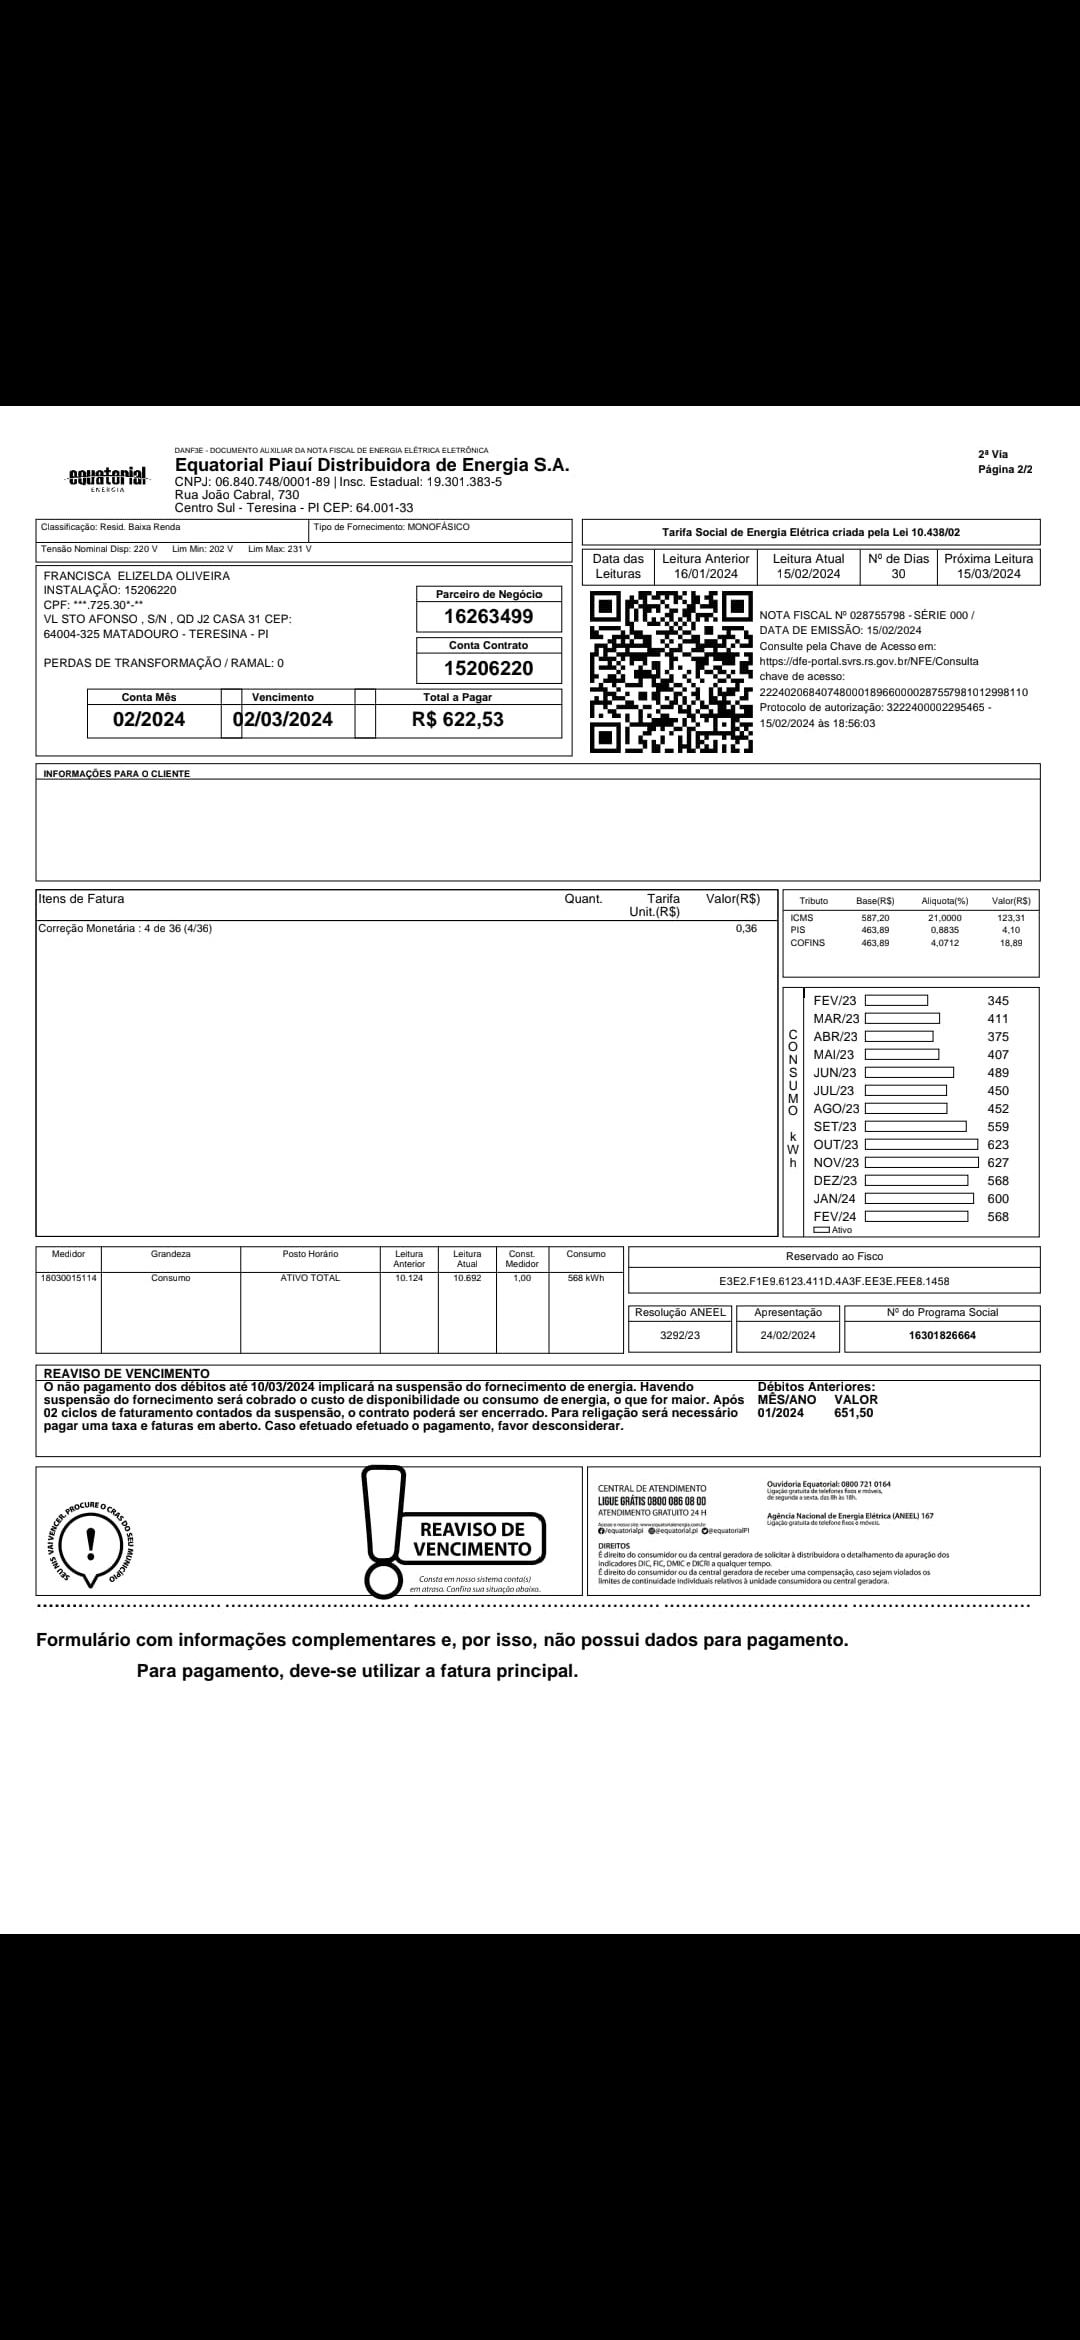 DANF3E - DOCUMENTO AUXILIAR DA NOTA FISCAL DE ENERGIA ELÉTRICA ELETRÔNICA
equatorial
ENERGIA
Equatorial Piauí Distribuidora de Energia S.A.
CNPJ: 06.840.748/0001-89 | Insc. Estadual: 19.301.383-5
Rua João Cabral, 730
Centro Sul - Teresina - PI CEP: 64.001-33
2ª Via
Página 2/2
Classificação: Resid. Baixa Renda
Tipo de Fornecimento: MONOFÁSICO
Tensão Nominal Disp: 220 V Lim Min: 202 V Lim Max: 231 V
Tarifa Social de Energia Elétrica criada pela Lei 10.438/02
Data das Leituras
Leitura Anterior 16/01/2024
Leitura Atual 15/02/2024
Nº de Dias 30
Próxima Leitura 15/03/2024
FRANCISCA ELIZELDA OLIVEIRA
INSTALAÇÃO: 15206220
CPF: ***.725.30*-**
VL STO AFONSO , S/N , QD J2 CASA 31 CEP:
64004-325 MATADOURO - TERESINA - PI
PERDAS DE TRANSFORMAÇÃO / RAMAL: 0
Parceiro de Negócio
16263499
Conta Contrato
15206220
Conta Mês Vencimento Total a Pagar
02/2024 02/03/2024 R$ 622,53
NOTA FISCAL Nº 028755798 - SÉRIE 000 /
DATA DE EMISSÃO: 15/02/2024
Consulte pela Chave de Acesso em:
https://dfe-portal.svrs.rs.gov.br/NFE/Consulta
chave de acesso:
22240206840748000189660000287557981012998110
Protocolo de autorização: 3222400002295465 -
15/02/2024 às 18:56:03
INFORMAÇÕES PARA O CLIENTE
Itens de Fatura Quant. Tarifa Unit.(R$) Valor(R$)
Correção Monetária : 4 de 36 (4/36) 0,36
Tributo Base(R$) Aliquota(%) Valor(R$)
ICMS 587,20 21,0000 123,31
PIS 463,89 0,8835 4,10
COFINS 463,89 4,0712 18,89
CONSUMO kWh
FEV/23 345
MAR/23 411
ABR/23 375
MAI/23 407
JUN/23 489
JUL/23 450
AGO/23 452
SET/23 559
OUT/23 623
NOV/23 627
DEZ/23 568
JAN/24 600
FEV/24 568
Ativo
Medidor Grandeza Posto Horário Leitura Anterior Leitura Atual Const. Medidor Consumo
18030015114 Consumo ATIVO TOTAL 10.124 10.692 1,00 568 kWh
Reservado ao Fisco
E3E2.F1E9.6123.411D.4A3F.EE3E.FEE8.1458
Resolução ANEEL Apresentação Nº do Programa Social
3292/23 24/02/2024 16301826664
REAVISO DE VENCIMENTO
O não pagamento dos débitos até 10/03/2024 implicará na suspensão do fornecimento de energia. Havendo
suspensão do fornecimento será cobrado o custo de disponibilidade ou consumo de energia, o que for maior. Após
02 ciclos de faturamento contados da suspensão, o contrato poderá ser encerrado. Para religação será necessário
pagar uma taxa e faturas em aberto. Caso efetuado efetuado o pagamento, favor desconsiderar.
Débitos Anteriores:
MÊS/ANO VALOR
01/2024 651,50
SEU NIS VAI VENCER, PROCURE O CRAS DO SEU MUNICÍPIO
!
REAVISO DE
VENCIMENTO
Consta em nosso sistema conta(s)
em atraso. Confira sua situação abaixo.
CENTRAL DE ATENDIMENTO
LIGUE GRÁTIS 0800 086 08 00
ATENDIMENTO GRATUITO 24 H
Acesse o nosso site: www.equatorialenergia.com.br
/equatorialpi @equatorial.pi @equatorialPI
Ouvidoria Equatorial: 0800 721 0164
Ligação gratuita de telefones fixos e móveis,
de segunda a sexta, das 8h às 18h.
Agência Nacional de Energia Elétrica (ANEEL) 167
Ligação gratuita de telefone fixos e móveis.
DIREITOS
É direito do consumidor ou da central geradora de solicitar à distribuidora o detalhamento da apuração dos
indicadores DIC, FIC, DMIC e DICRI a qualquer tempo.
É direito do consumidor ou da central geradora de receber uma compensação, caso sejam violados os
limites de continuidade individuais relativos à unidade consumidora ou central geradora.
Formulário com informações complementares e, por isso, não possui dados para pagamento.
Para pagamento, deve-se utilizar a fatura principal.